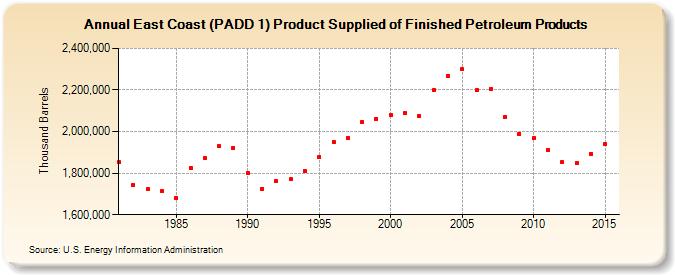 Annual East Coast (PADD 1) Product Supplied of Finished Petroleum Products
Thousand Barrels
2,400,000
2,200,000
2,000,000
1,800,000
1,600,000
1985 1990 1995 2000 2005 2010 2015
Source: U.S. Energy Information Administration